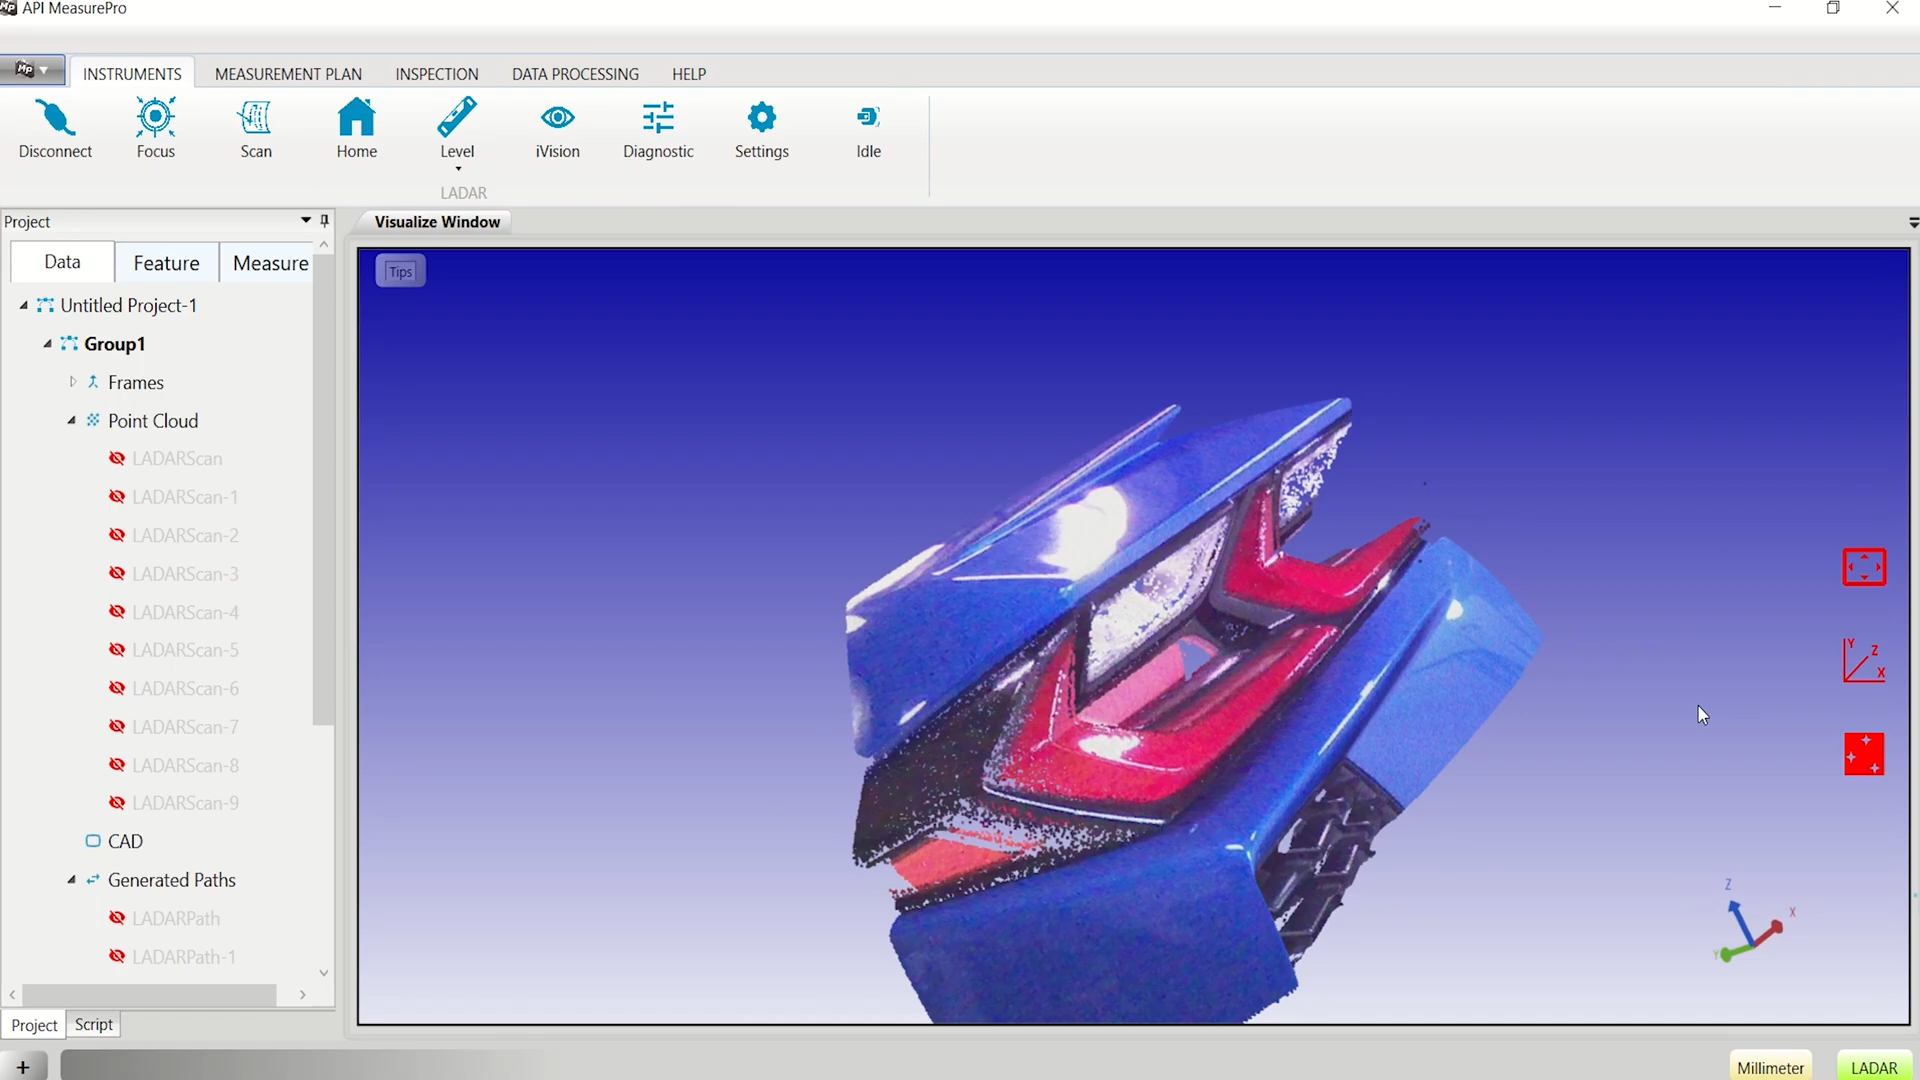 API MeasurePro
Mp
INSTRUMENTS
MEASUREMENT PLAN
INSPECTION
DATA PROCESSING
HELP
Disconnect
Focus
Scan
Home
Level
iVision
Diagnostic
Settings
Idle
LADAR
Project
Visualize Window
Data
Feature
Measure
Tips
Untitled Project-1
Group1
Frames
Point Cloud
LADARScan
LADARScan-1
LADARScan-2
LADARScan-3
LADARScan-4
LADARScan-5
LADARScan-6
LADARScan-7
LADARScan-8
LADARScan-9
CAD
Generated Paths
LADARPath
LADARPath-1
Y
Z
X
Z
X
Y
Project
Script
+
Millimeter
LADAR